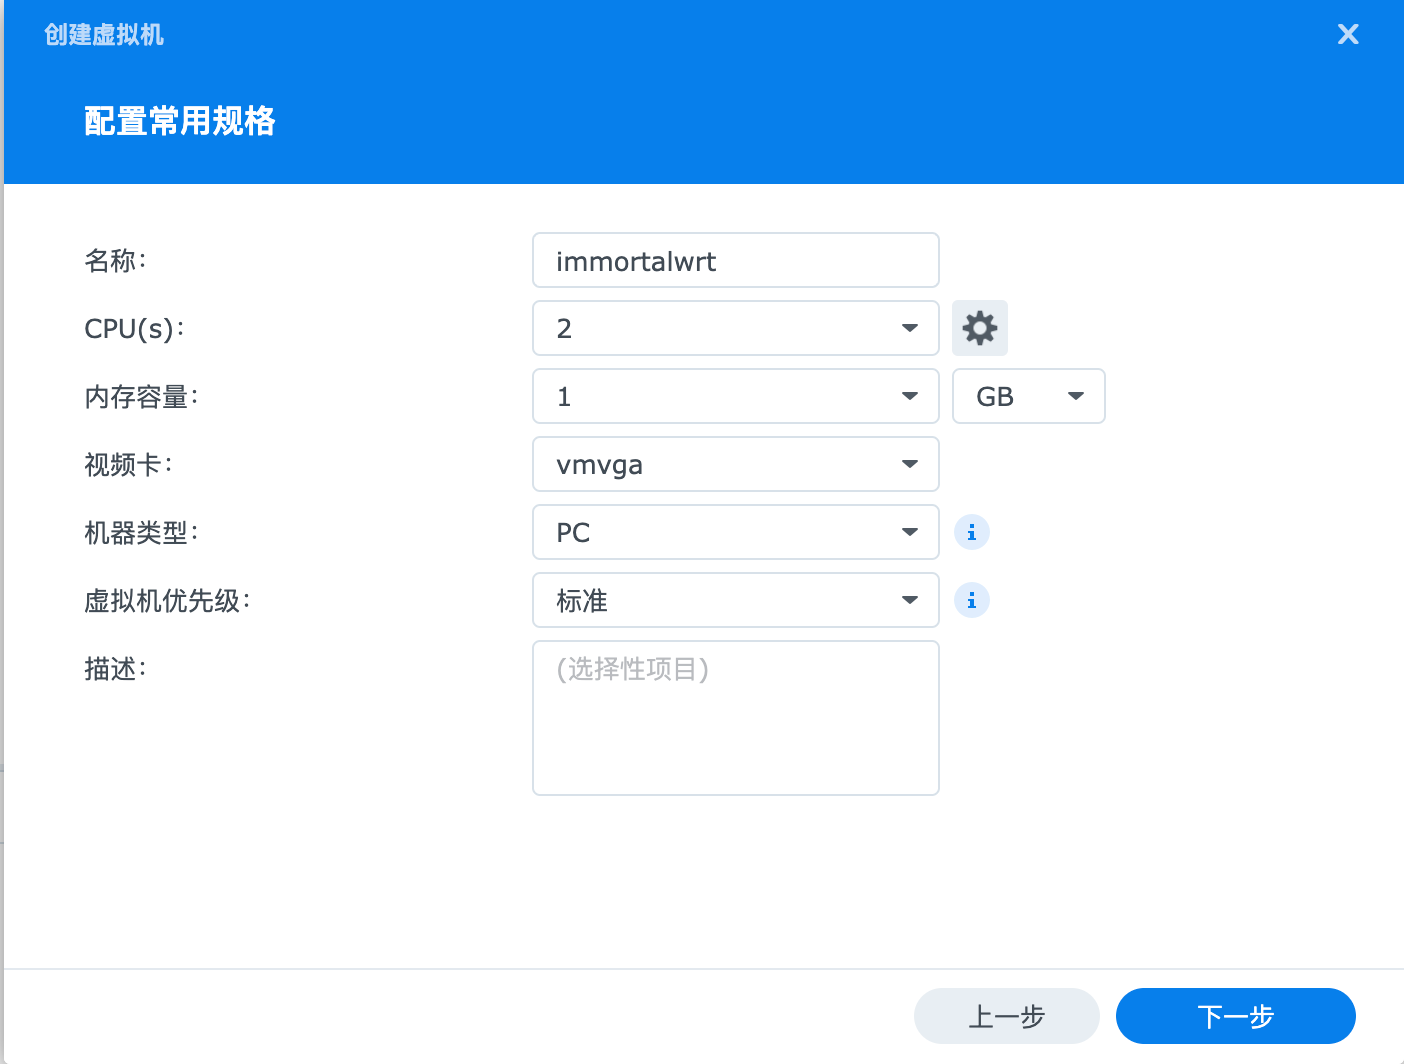 创建虚拟机
配置常用规格
名称: immortalwrt
CPU(s): 2
内存容量: 1 GB
视频卡: vmvga
机器类型: PC
虚拟机优先级: 标准
描述: (选择性项目)
上一步 下一步